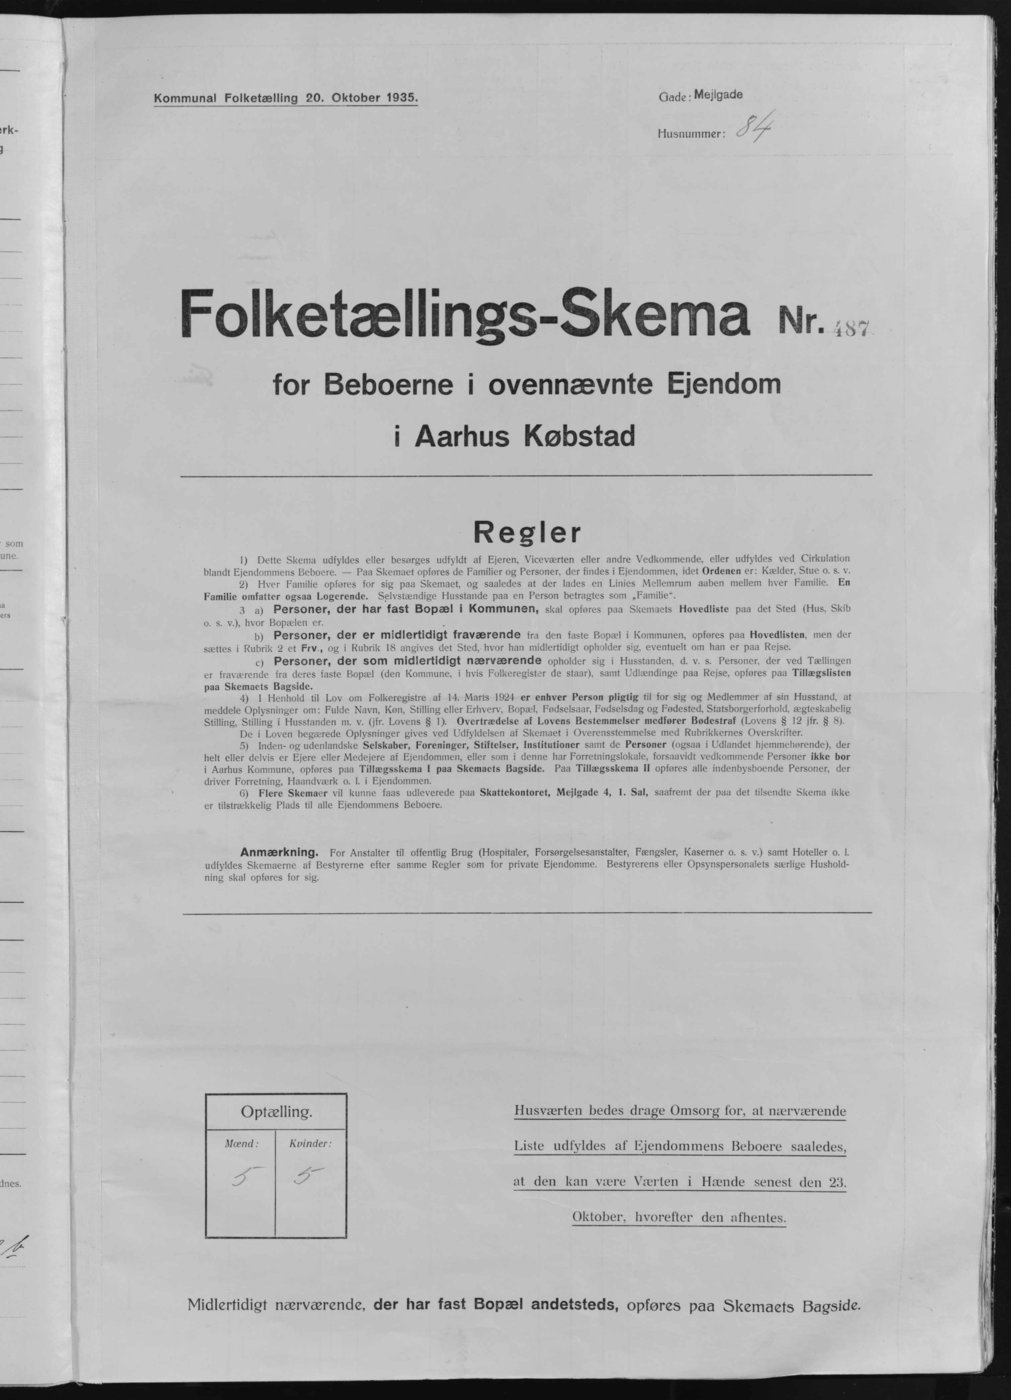 Kommunal Folketælling 20. Oktober 1935.
Gade: Mejlgade
Husnummer: 84
Folketællings-Skema Nr. 487
for Beboerne i ovennævnte Ejendom
i Aarhus Købstad
Regler
1) Dette Skema udfyldes eller besørges udfyldt af Ejeren, Viceværten eller andre Vedkommende, eller udfyldes ved Cirkulation
blandt Ejendommens Beboere. — Paa Skemaet opføres de Familier og Personer, der findes i Ejendommen, idet Ordenen er: Kælder, Stue o. s. v.
2) Hver Familie opføres for sig paa Skemaet, og saaledes at der lades en Linies Mellemrum aaben mellem hver Familie. En
Familie omfatter ogsaa Logerende. Selvstændige Husstande paa en Person betragtes som „Familie“.
3 a) Personer, der har fast Bopæl i Kommunen, skal opføres paa Skemaets Hovedliste paa det Sted (Hus, Skib
o. s. v.), hvor Bopælen er.
b) Personer, der er midlertidigt fraværende fra den faste Bopæl i Kommunen, opføres paa Hovedlisten, men der
sættes i Rubrik 2 et Frv., og i Rubrik 18 angives det Sted, hvor han midlertidigt opholder sig, eventuelt om han er paa Rejse.
c) Personer, der som midlertidigt nærværende opholder sig i Husstanden, d. v. s. Personer, der ved Tællingen
er fraværende fra deres faste Bopæl (den Kommune, i hvis Folkeregister de staar), samt Udlændinge paa Rejse, opføres paa Tillægslisten
paa Skemaets Bagside.
4) I Henhold til Lov om Folkeregistre af 14. Marts 1924 er enhver Person pligtig til for sig og Medlemmer af sin Husstand, at
meddele Oplysninger om: Fulde Navn, Køn, Stilling eller Erhverv, Bopæl, Fødselsaar, Fødselsdag og Fødested, Statsborgerforhold, ægteskabelig
Stilling, Stilling i Husstanden m. v. (jfr. Lovens § 1). Overtrædelse af Lovens Bestemmelser medfører Bødestraf (Lovens § 12 jfr. § 8).
De i Loven begærede Oplysninger gives ved Udfyldelsen af Skemaet i Overensstemmelse med Rubrikkernes Overskrifter.
5) Inden- og udenlandske Selskaber, Foreninger, Stiftelser, Institutioner samt de Personer (ogsaa i Udlandet hjemmehørende), der
helt eller delvis er Ejere eller Medejere af Ejendommen, eller som i denne har Forretningslokale, forsaavidt vedkommende Personer ikke bor
i Aarhus Kommune, opføres paa Tillægsskema I paa Skemaets Bagside. Paa Tillægsskema II opføres alle indenbysboende Personer, der
driver Forretning, Haandværk o. l. i Ejendommen.
6) Flere Skemaer vil kunne faas udleverede paa Skattekontoret, Mejlgade 4, 1. Sal, saafremt der paa det tilsendte Skema ikke
er tilstrækkelig Plads til alle Ejendommens Beboere.
Anmærkning. For Anstalter til offentlig Brug (Hospitaler, Forsørgelsesanstalter, Fængsler, Kaserner o. s. v.) samt Hoteller o. l.
udfyldes Skemaerne af Bestyrerne efter samme Regler som for private Ejendomme. Bestyrerens eller Opsynspersonalets særlige Hushold-
ning skal opføres for sig.
Optælling.
Mænd: Kvinder:
5 5
Husværten bedes drage Omsorg for, at nærværende
Liste udfyldes af Ejendommens Beboere saaledes,
at den kan være Værten i Hænde senest den 23.
Oktober, hvorefter den afhentes.
Midlertidigt nærværende, der har fast Bopæl andetsteds, opføres paa Skemaets Bagside.